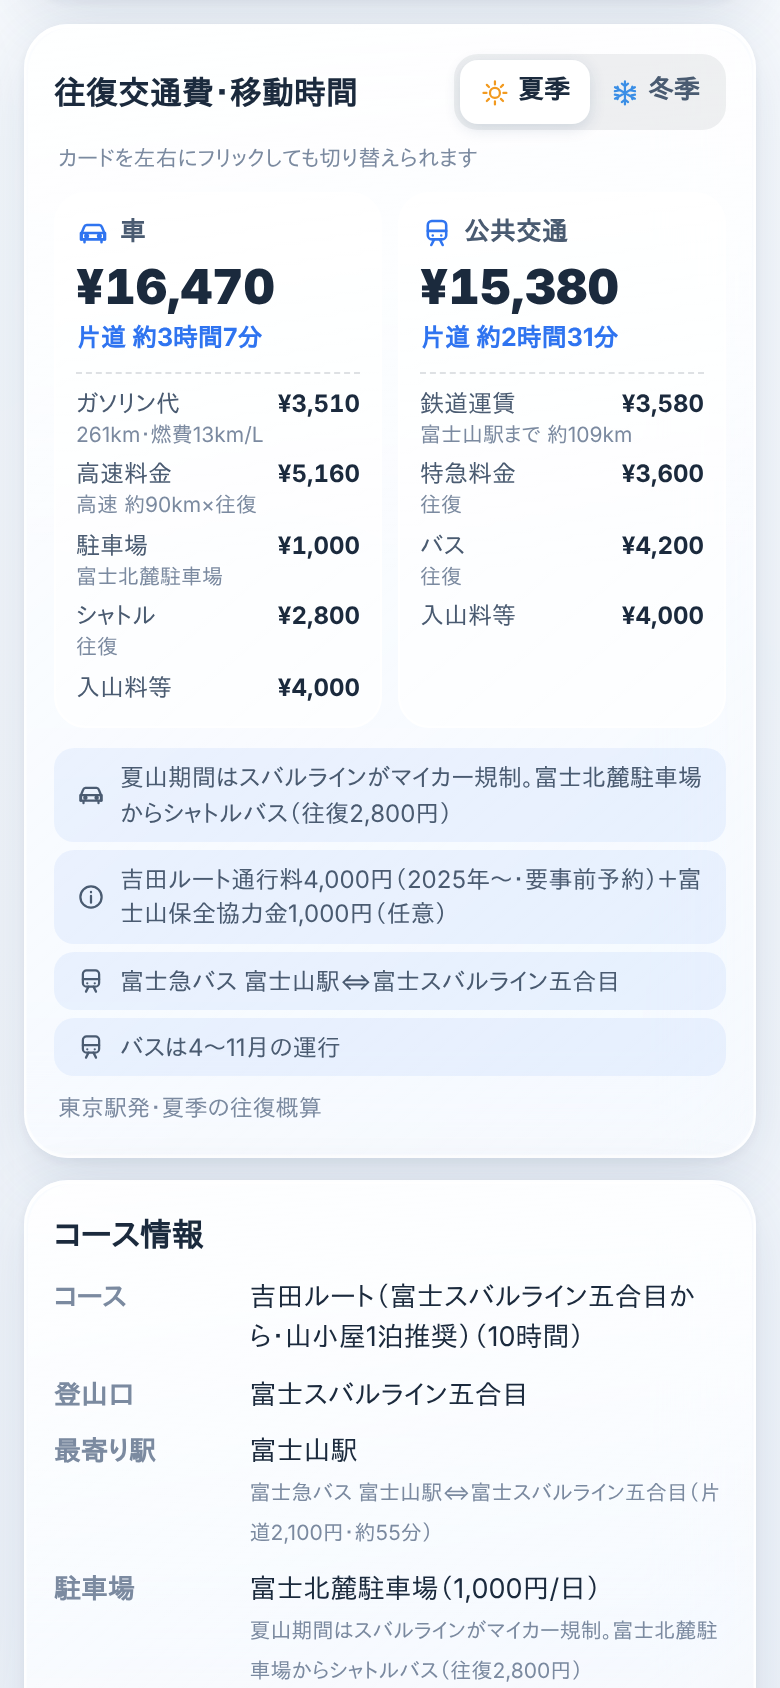 往復交通費・移動時間
夏季
冬季
カードを左右にフリックしても切り替えられます
車
¥16,470
片道 約3時間7分
ガソリン代 ¥3,510
261km・燃費13km/L
高速料金 ¥5,160
高速 約90km×往復
駐車場 ¥1,000
富士北麓駐車場
シャトル ¥2,800
往復
入山料等 ¥4,000
公共交通
¥15,380
片道 約2時間31分
鉄道運賃 ¥3,580
富士山駅まで 約109km
特急料金 ¥3,600
往復
バス ¥4,200
往復
入山料等 ¥4,000
夏山期間はスバルラインがマイカー規制。富士北麓駐車場
からシャトルバス（往復2,800円）
吉田ルート通行料4,000円（2025年〜・要事前予約）＋富
士山保全協力金1,000円（任意）
富士急バス 富士山駅⇔富士スバルライン五合目
バスは4〜11月の運行
東京駅発・夏季の往復概算
コース情報
コース
吉田ルート（富士スバルライン五合目か
ら・山小屋1泊推奨）（10時間）
登山口
富士スバルライン五合目
最寄り駅
富士山駅
富士急バス 富士山駅⇔富士スバルライン五合目（片
道2,100円・約55分）
駐車場
富士北麓駐車場（1,000円/日）
夏山期間はスバルラインがマイカー規制。富士北麓駐
車場からシャトルバス（往復2,800円）